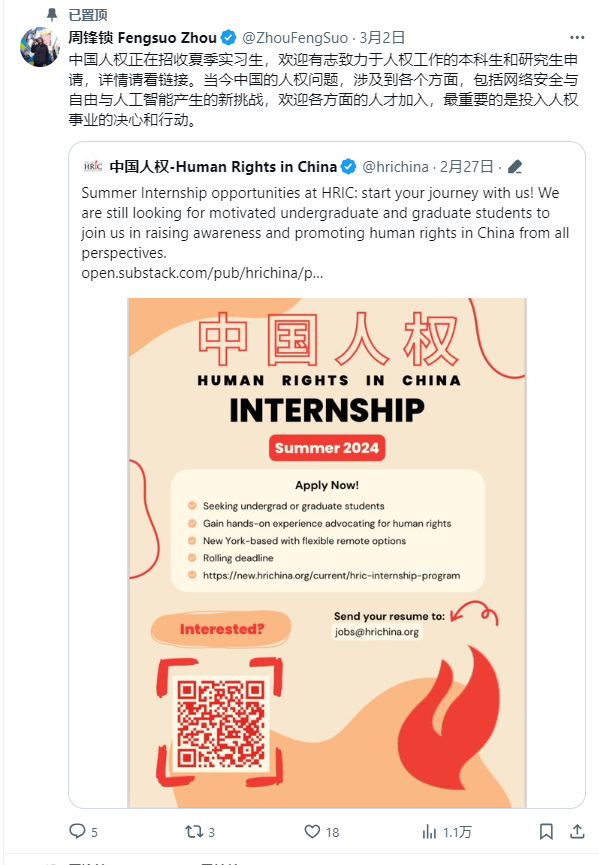 已置顶
周锋锁 Fengsuo Zhou @ZhouFengSuo · 3月2日
中国人权正在招收夏季实习生，欢迎有志致力于人权工作的本科生和研究生申
请，详情请看链接。当今中国的人权问题，涉及到各个方面，包括网络安全与
自由与人工智能产生的新挑战，欢迎各方面的人才加入，最重要的是投入人权
事业的决心和行动。
HRIC 中国人权-Human Rights in China @hrichina · 2月27日 ·
Summer Internship opportunities at HRIC: start your journey with us! We
are still looking for motivated undergraduate and graduate students to
join us in raising awareness and promoting human rights in China from all
perspectives.
open.substack.com/pub/hrichina/p...
中国人权
HUMAN RIGHTS IN CHINA
INTERNSHIP
Summer 2024
Apply Now!
Seeking undergrad or graduate students
Gain hands-on experience advocating for human rights
New York-based with flexible remote options
Rolling deadline
https://new.hrichina.org/current/hric-internship-program
Interested?
Send your resume to:
jobs@hrichina.org
5 3 18 1.1万